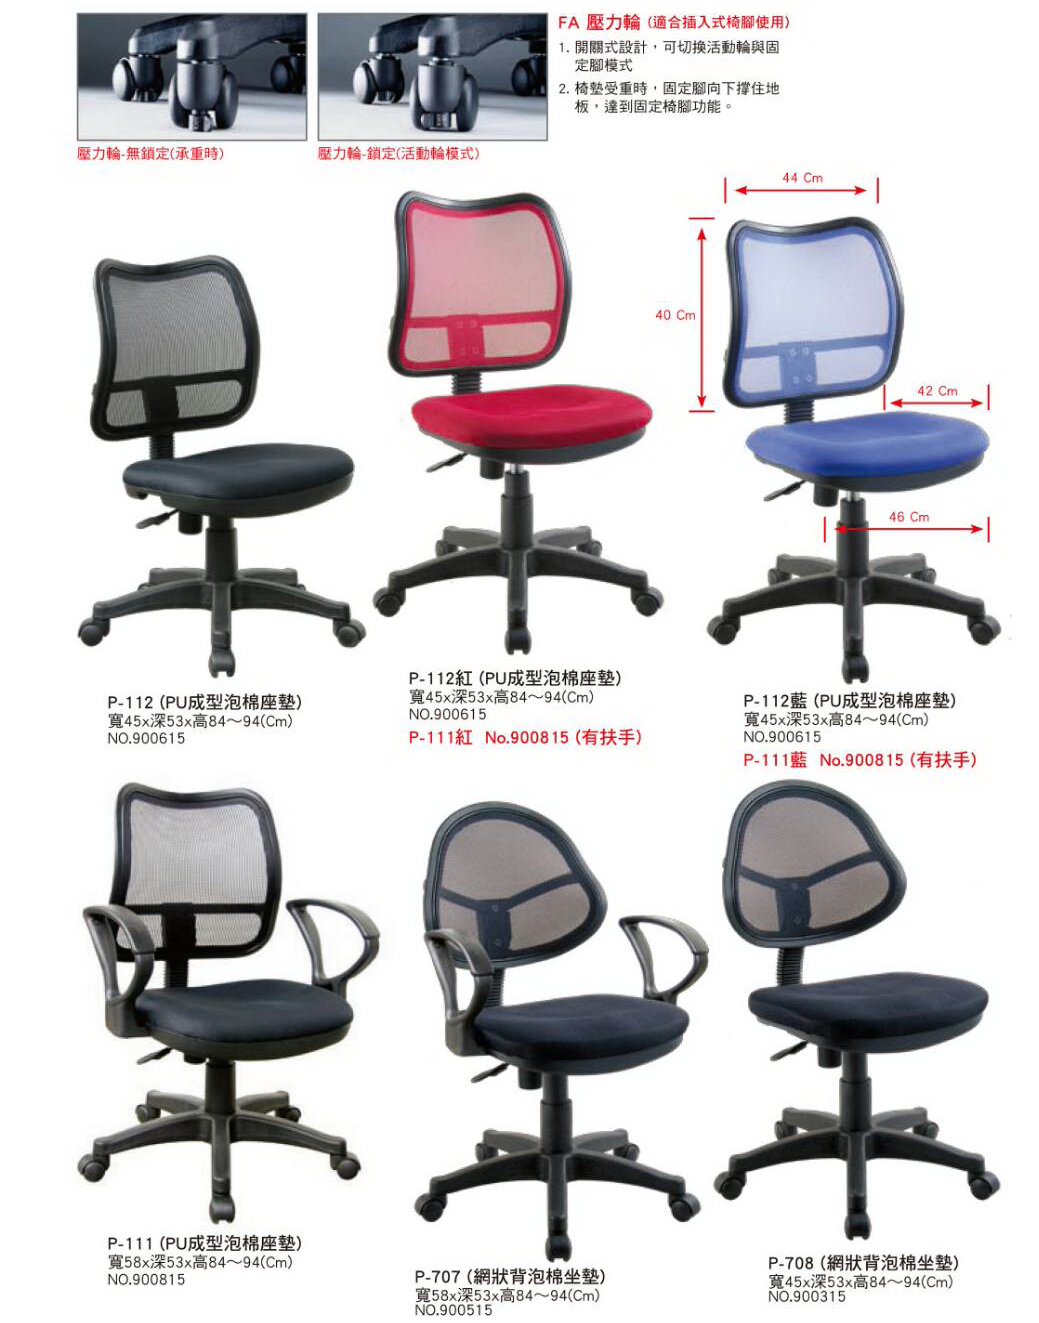 FA 壓力輪 (適合插入式椅腳使用)
1. 開關式設計，可切換活動輪與固
定腳模式
2. 椅墊受重時，固定腳向下撐住地
板，達到固定椅腳功能。
壓力輪-無鎖定(承重時)
壓力輪-鎖定(活動輪模式)
44 Cm
40 Cm
42 Cm
46 Cm
P-112 (PU成型泡棉座墊)
寬45x深53x高84～94(Cm)
NO.900615
P-112紅 (PU成型泡棉座墊)
寬45x深53x高84～94(Cm)
NO.900615
P-111紅 No.900815 (有扶手)
P-112藍 (PU成型泡棉座墊)
寬45x深53x高84～94(Cm)
NO.900615
P-111藍 No.900815 (有扶手)
P-111 (PU成型泡棉座墊)
寬58x深53x高84～94(Cm)
NO.900815
P-707 (網狀背泡棉坐墊)
寬58x深53x高84～94(Cm)
NO.900515
P-708 (網狀背泡棉坐墊)
寬45x深53x高84～94(Cm)
NO.900315